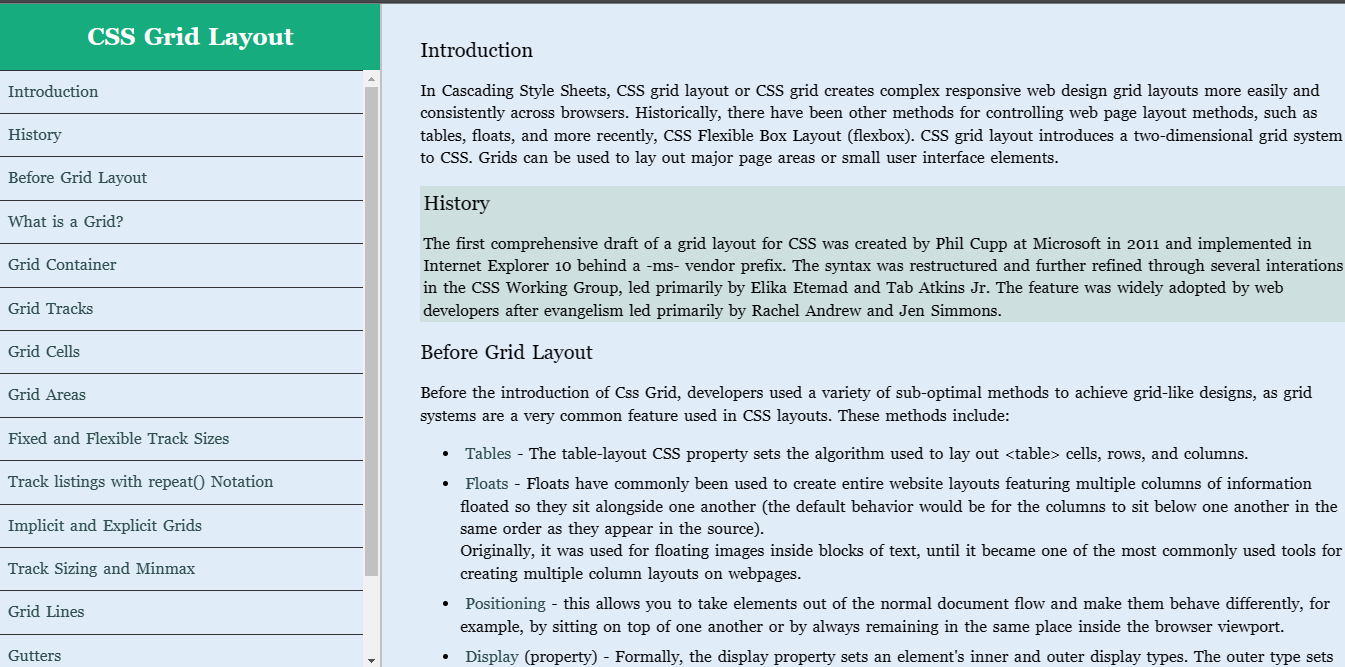 CSS Grid Layout
Introduction
History
Before Grid Layout
What is a Grid?
Grid Container
Grid Tracks
Grid Cells
Grid Areas
Fixed and Flexible Track Sizes
Track listings with repeat() Notation
Implicit and Explicit Grids
Track Sizing and Minmax
Grid Lines
Gutters
Introduction
In Cascading Style Sheets, CSS grid layout or CSS grid creates complex responsive web design grid layouts more easily and
consistently across browsers. Historically, there have been other methods for controlling web page layout methods, such as
tables, floats, and more recently, CSS Flexible Box Layout (flexbox). CSS grid layout introduces a two-dimensional grid system
to CSS. Grids can be used to lay out major page areas or small user interface elements.
History
The first comprehensive draft of a grid layout for CSS was created by Phil Cupp at Microsoft in 2011 and implemented in
Internet Explorer 10 behind a -ms- vendor prefix. The syntax was restructured and further refined through several interations
in the CSS Working Group, led primarily by Elika Etemad and Tab Atkins Jr. The feature was widely adopted by web
developers after evangelism led primarily by Rachel Andrew and Jen Simmons.
Before Grid Layout
Before the introduction of Css Grid, developers used a variety of sub-optimal methods to achieve grid-like designs, as grid
systems are a very common feature used in CSS layouts. These methods include:
• Tables - The table-layout CSS property sets the algorithm used to lay out <table> cells, rows, and columns.
• Floats - Floats have commonly been used to create entire website layouts featuring multiple columns of information
floated so they sit alongside one another (the default behavior would be for the columns to sit below one another in the
same order as they appear in the source).
Originally, it was used for floating images inside blocks of text, until it became one of the most commonly used tools for
creating multiple column layouts on webpages.
• Positioning - this allows you to take elements out of the normal document flow and make them behave differently, for
example, by sitting on top of one another or by always remaining in the same place inside the browser viewport.
• Display (property) - Formally, the display property sets an element's inner and outer display types. The outer type sets